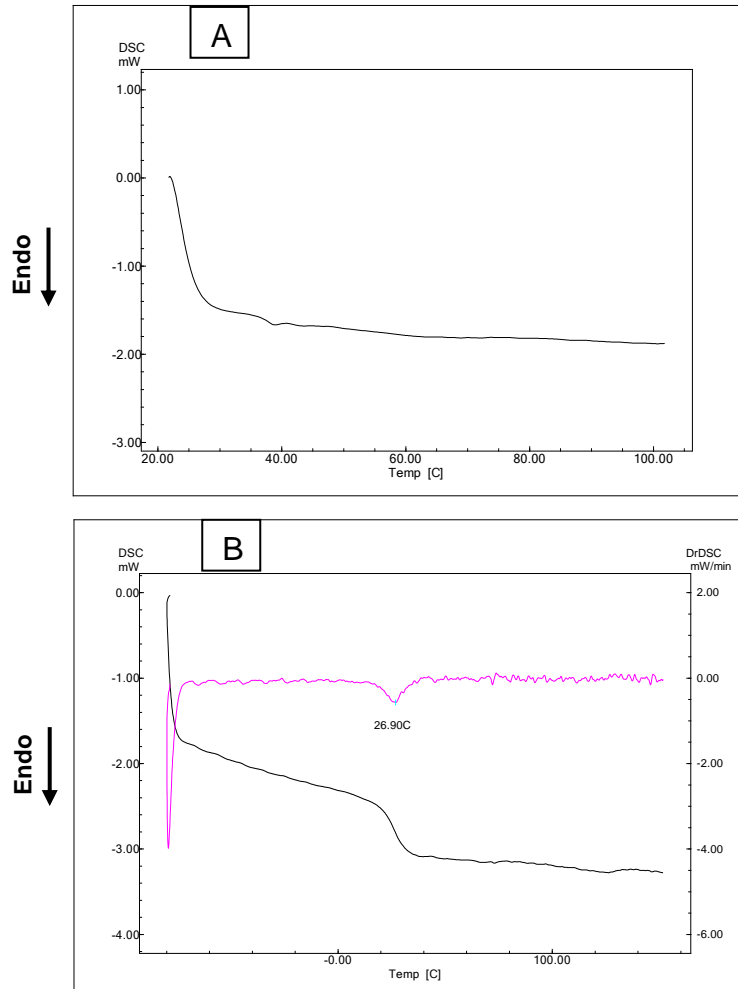 A
DSC
mW
1.00
0.00
-1.00
-2.00
-3.00
Endo
20.00 40.00 60.00 80.00 100.00
Temp [C]
B
DSC
mW
DrDSC
mW/min
0.00 2.00
-1.00 0.00
26.90C
-2.00 -2.00
Endo
-3.00 -4.00
-4.00 -6.00
-0.00 100.00
Temp [C]